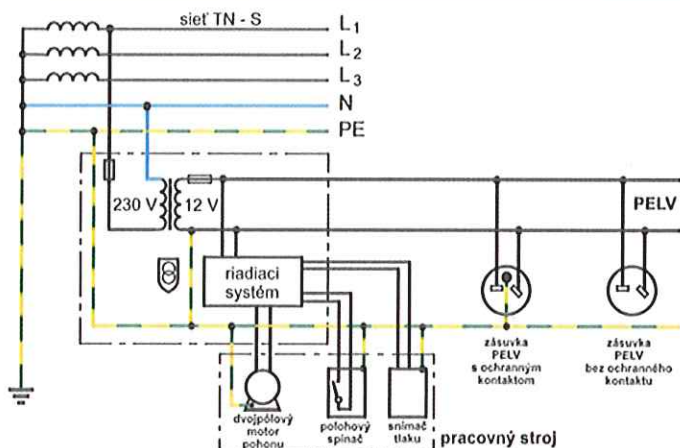 sieť TN - S
L1
L2
L3
N
PE
230 V
12 V
PELV
riadiaci
systém
zásuvka
PELV
s ochranným
kontaktom
zásuvka
PELV
bez ochranného
kontaktu
dvojpólový
motor
pohonu
polohový
spínač
snímač
tlaku
pracovný stroj